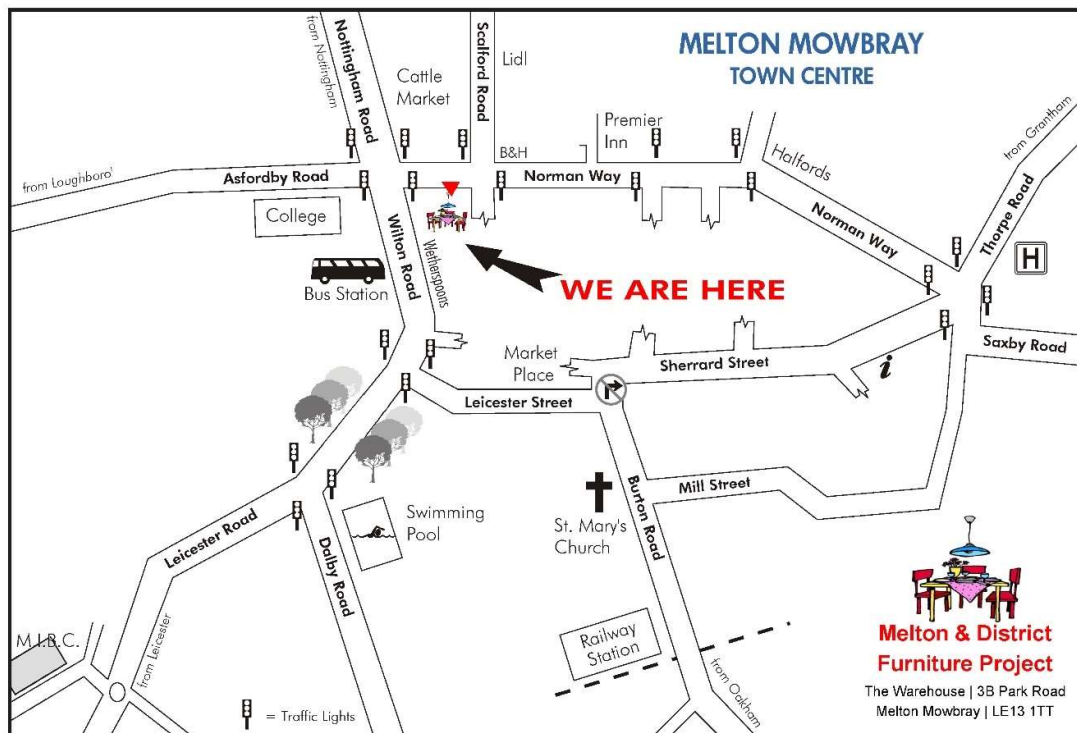 MELTON MOWBRAY
TOWN CENTRE
from Nottingham
Nottingham Road
Cattle
Market
Scalford Road
Lidl
B&H
Premier
Inn
Halfords
from Grantham
Thorpe Road
from Loughboro'
Asfordby Road
Norman Way
Norman Way
College
Wilton Road
Wetherspoons
H
Bus Station
WE ARE HERE
Saxby Road
Market
Place
Sherrard Street
i
Leicester Street
Burton Road
Mill Street
Swimming
Pool
St. Mary's
Church
Leicester Road
Dalby Road
Railway
Station
M.I.B.C.
from Leicester
from Oakham
= Traffic Lights
Melton & District
Furniture Project
The Warehouse | 3B Park Road
Melton Mowbray | LE13 1TT